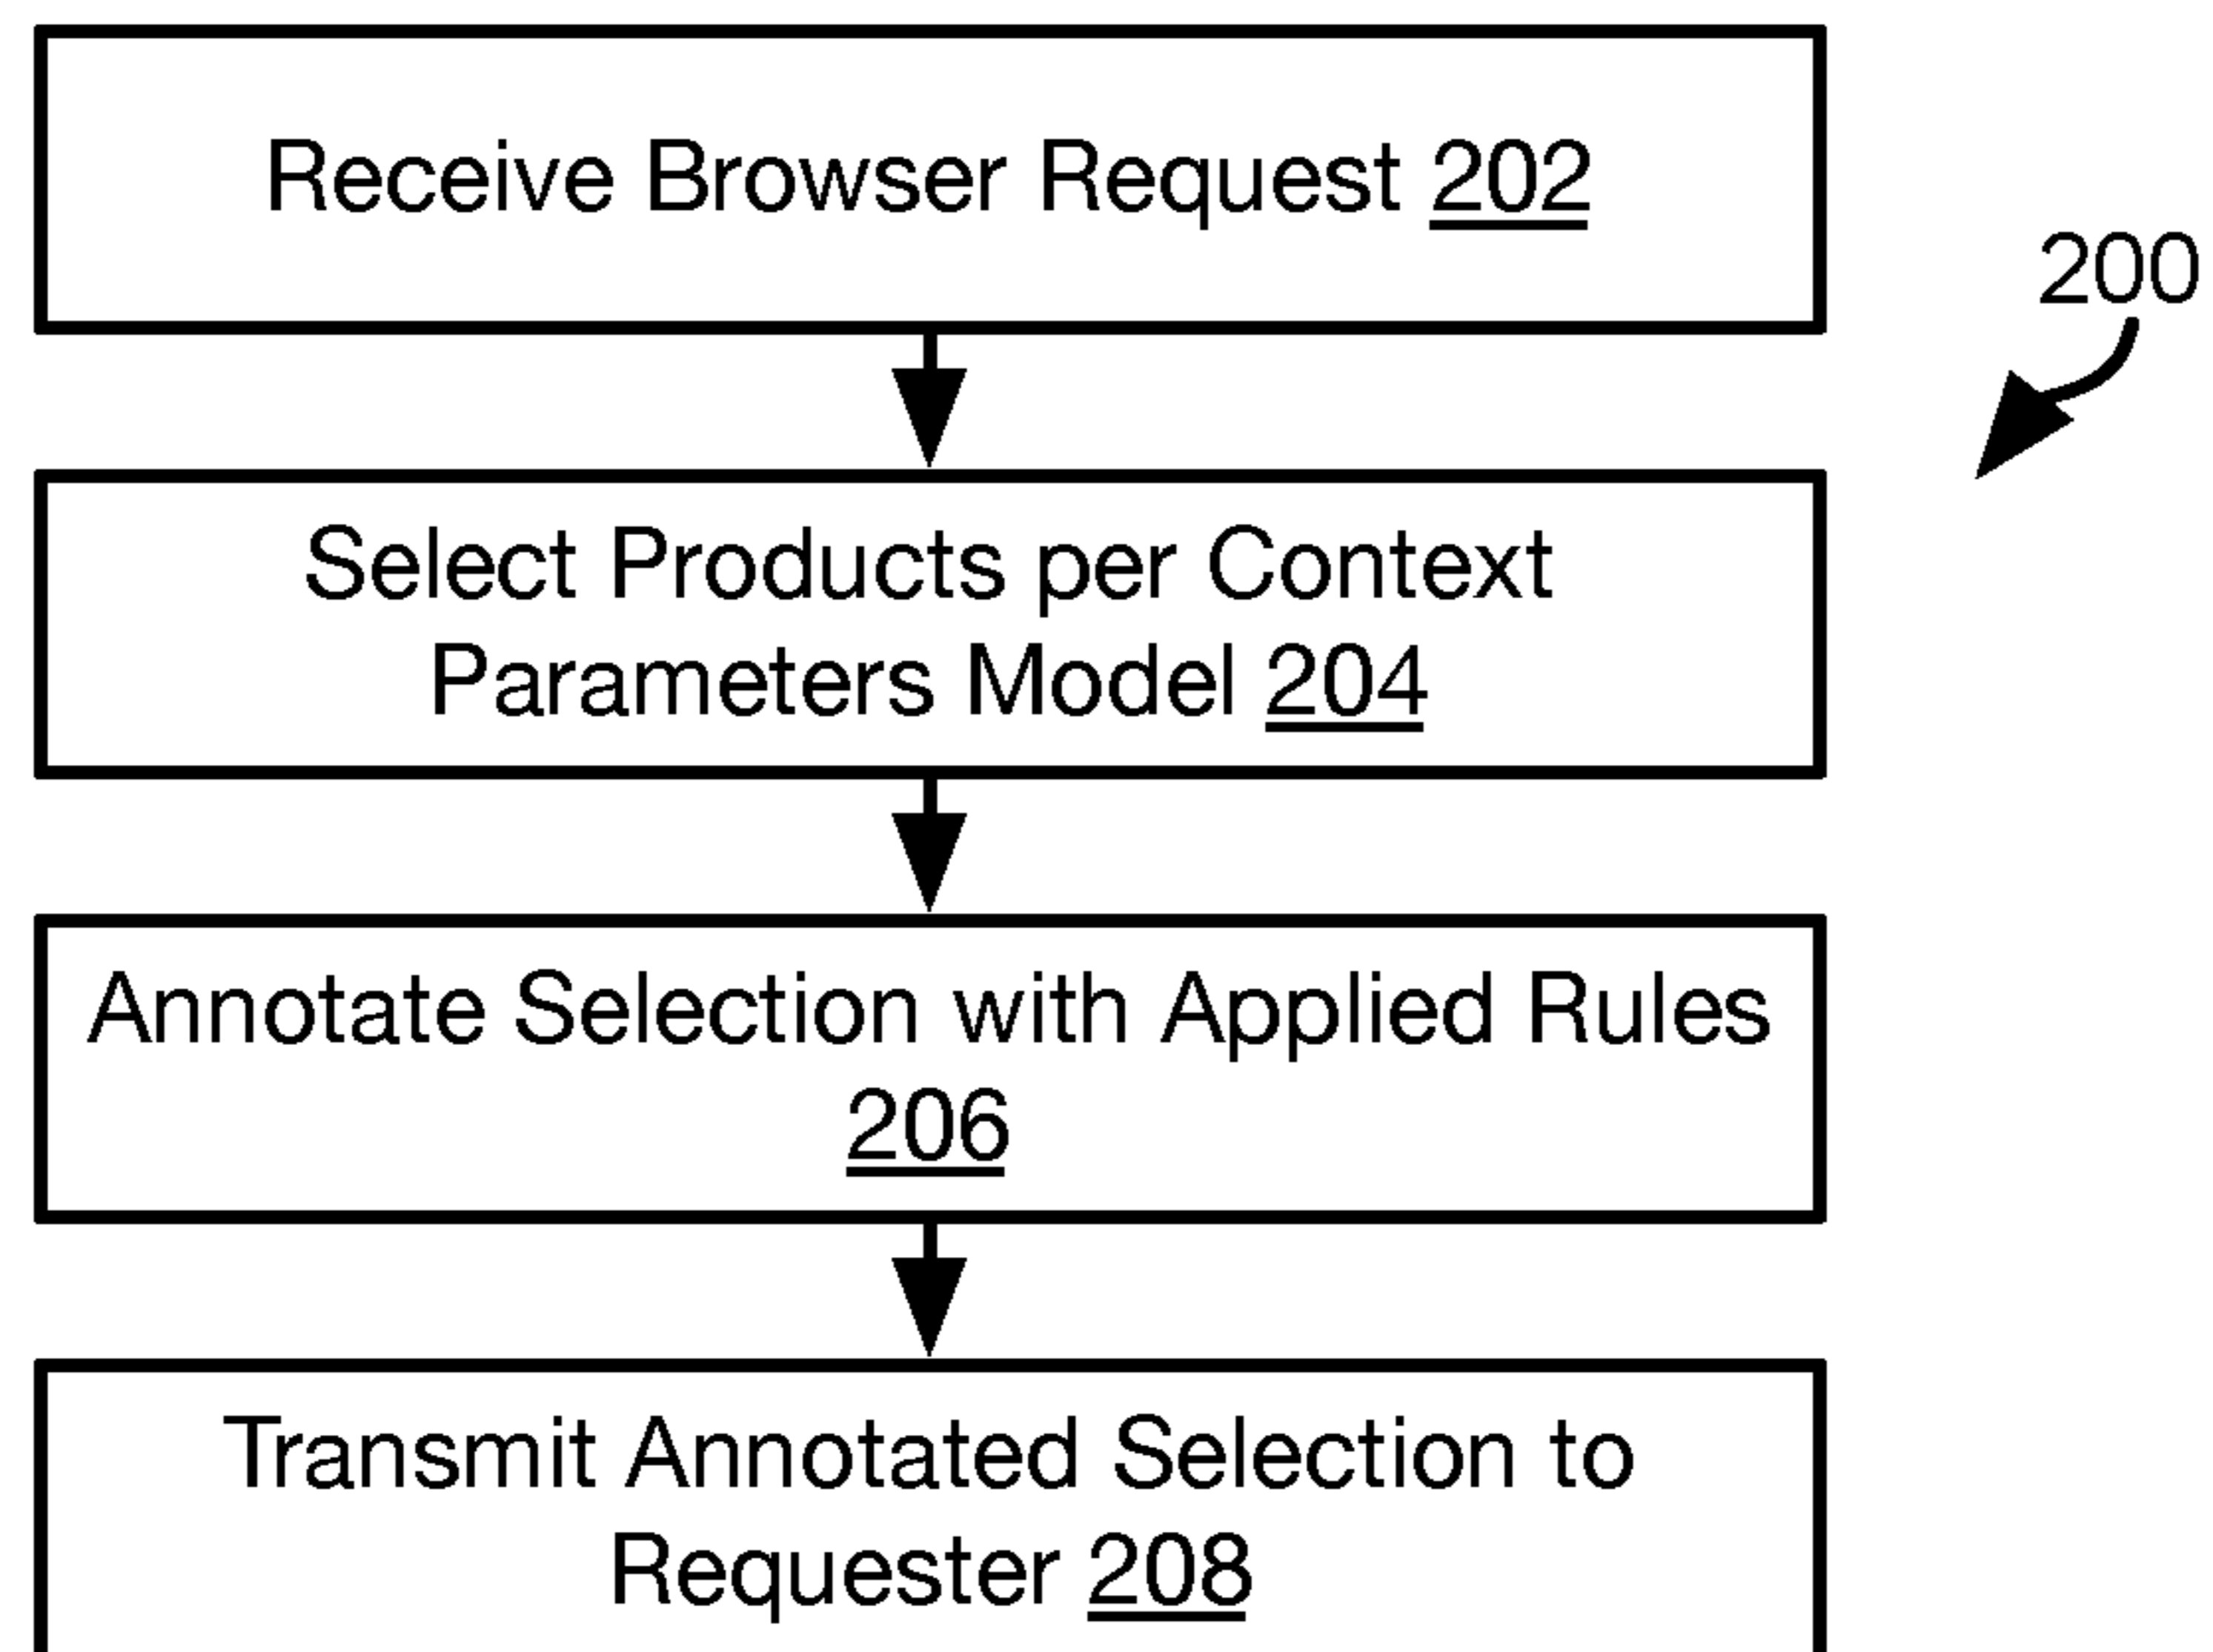 Receive Browser Request 202
200
Select Products per Context
Parameters Model 204
Annotate Selection with Applied Rules
206
Transmit Annotated Selection to
Requester 208